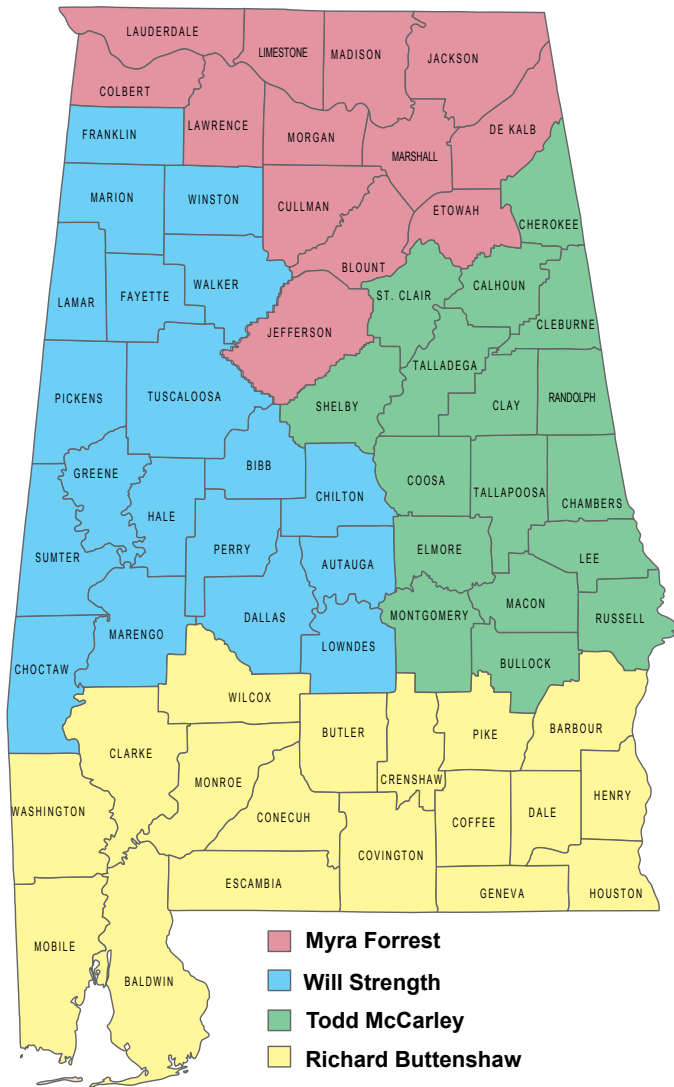 LAUDERDALE
LIMESTONE
MADISON
JACKSON
COLBERT
FRANKLIN
LAWRENCE
MORGAN
MARSHALL
DE KALB
MARION
WINSTON
CULLMAN
ETOWAH
CHEROKEE
BLOUNT
LAMAR
FAYETTE
WALKER
ST. CLAIR
CALHOUN
CLEBURNE
JEFFERSON
TALLADEGA
PICKENS
TUSCALOOSA
SHELBY
CLAY
RANDOLPH
GREENE
BIBB
HALE
CHILTON
COOSA
TALLAPOOSA
CHAMBERS
SUMTER
PERRY
AUTAUGA
ELMORE
LEE
MARENGO
DALLAS
LOWNDES
MONTGOMERY
MACON
RUSSELL
CHOCTAW
BULLOCK
WILCOX
CLARKE
BUTLER
PIKE
BARBOUR
MONROE
CRENSHAW
WASHINGTON
CONECUH
COFFEE
DALE
HENRY
COVINGTON
ESCAMBIA
GENEVA
HOUSTON
MOBILE
BALDWIN
Myra Forrest
Will Strength
Todd McCarley
Richard Buttenshaw